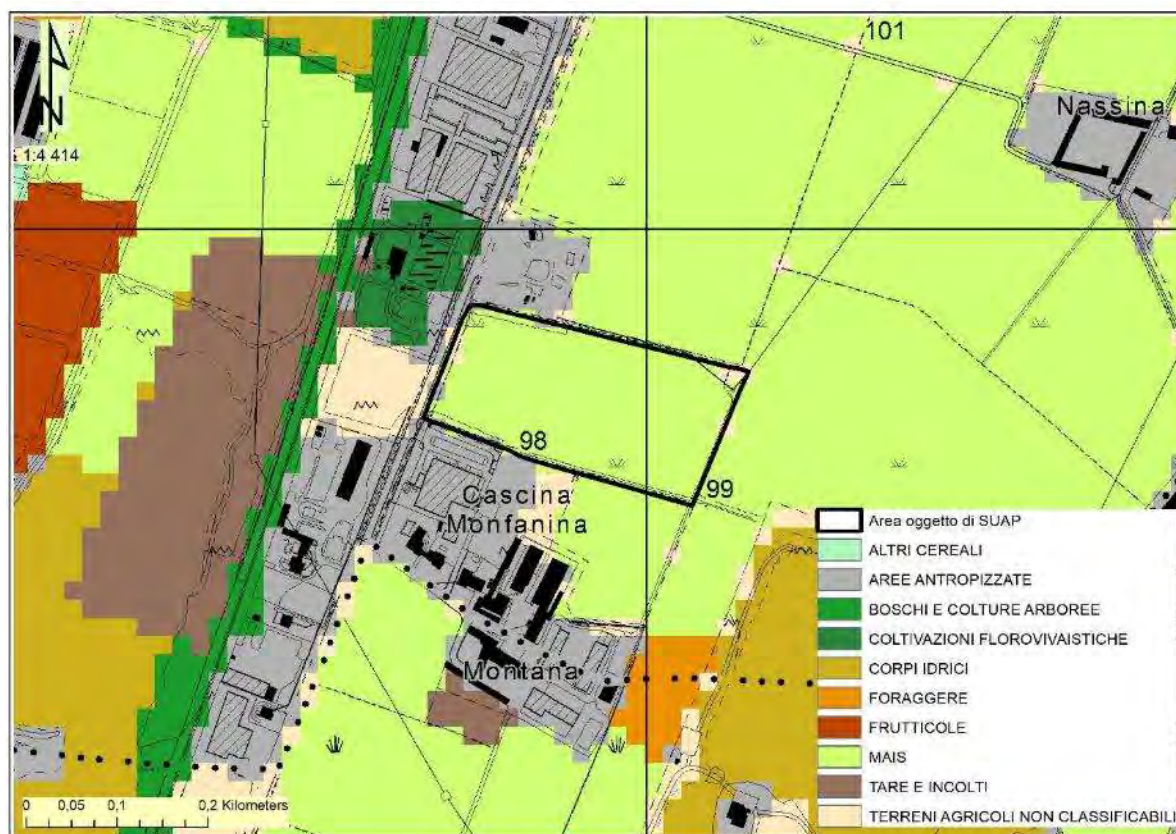 101
Nassina
N
1:4 414
98
99
Cascina
Monfanina
Montana
Area oggetto di SUAP
ALTRI CEREALI
AREE ANTROPIZZATE
BOSCHI E COLTURE ARBOREE
COLTIVAZIONI FLOROVIVAISTICHE
CORPI IDRICI
FORAGGERE
FRUTTICOLE
MAIS
TARE E INCOLTI
TERRENI AGRICOLI NON CLASSIFICABILI
0 0,05 0,1 0,2 Kilometers